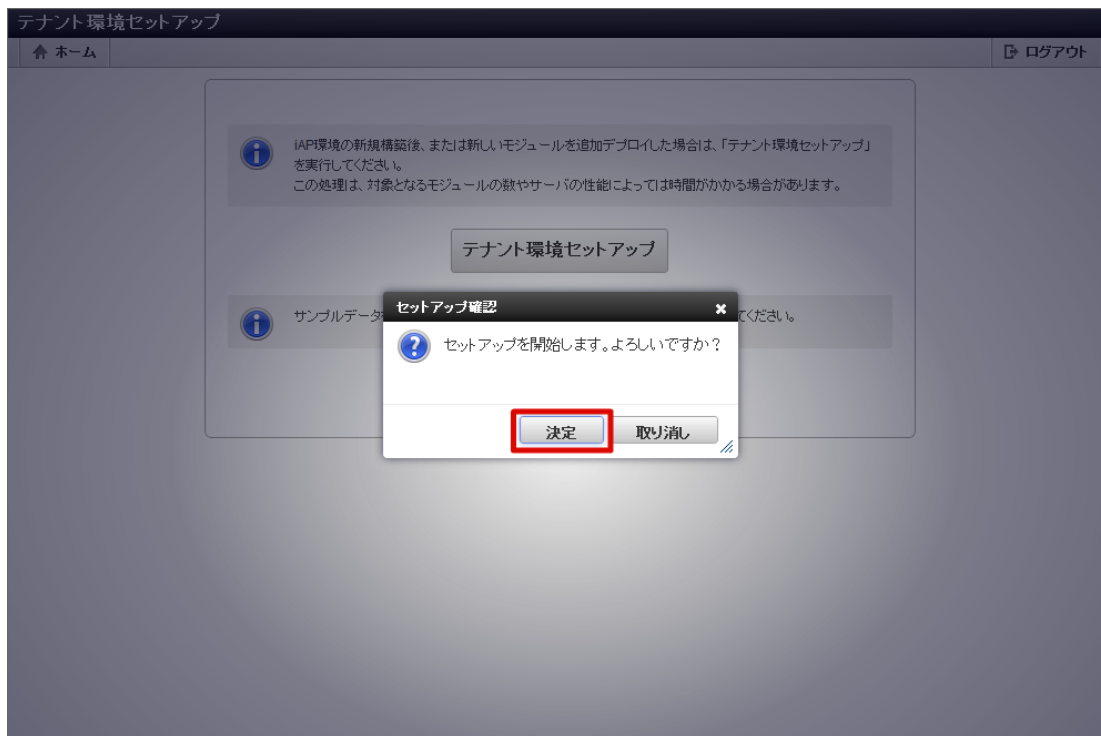 テナント環境セットアップ
ホーム
ログアウト
iAP環境の新規構築後、または新しいモジュールを追加デプロイした場合は、「テナント環境セットアップ」
を実行してください。
この処理は、対象となるモジュールの数やサーバの性能によっては時間がかかる場合があります。
テナント環境セットアップ
セットアップ確認
サンプルデータ
てください。
セットアップを開始します。よろしいですか？
決定
取り消し